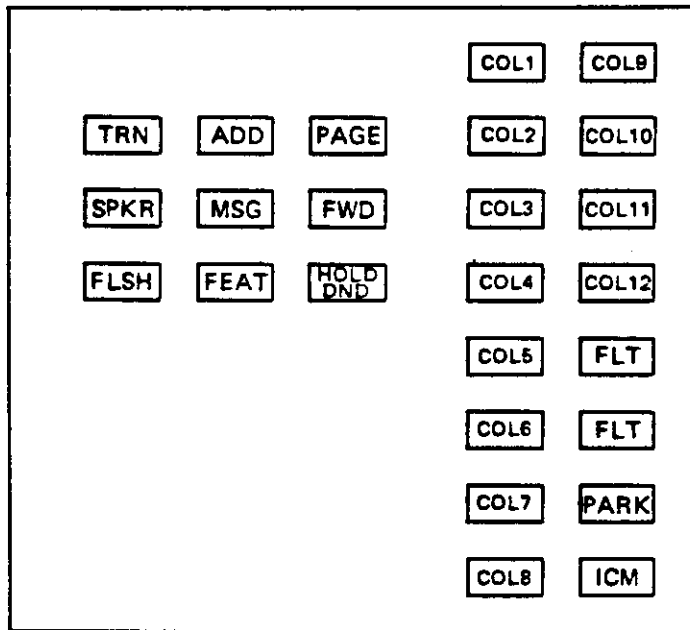 COL1 COL9
TRN ADD PAGE COL2 COL10
SPKR MSG FWD COL3 COL11
FLSH FEAT HOLD DND COL4 COL12
COL5 FLT
COL6 FLT
COL7 PARK
COL8 ICM